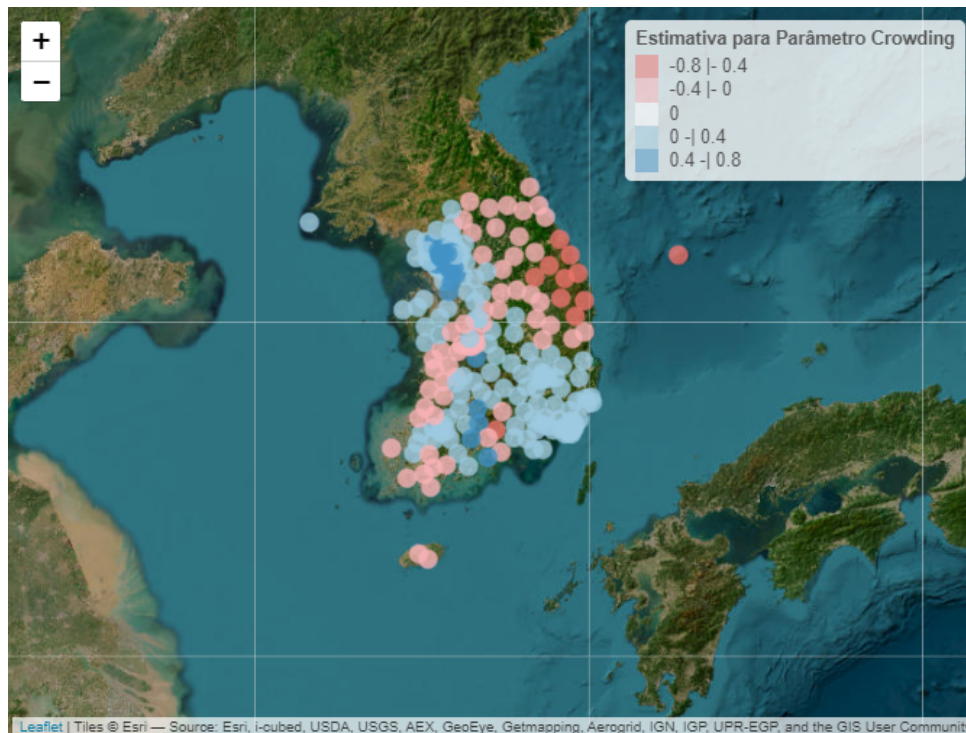 +
−
Estimativa para Parâmetro Crowding
-0.8 |- 0.4
-0.4 |- 0
0
0 -| 0.4
0.4 -| 0.8
Leaflet | Tiles © Esri — Source: Esri, i-cubed, USDA, USGS, AEX, GeoEye, Getmapping, Aerogrid, IGN, IGP, UPR-EGP, and the GIS User Communit